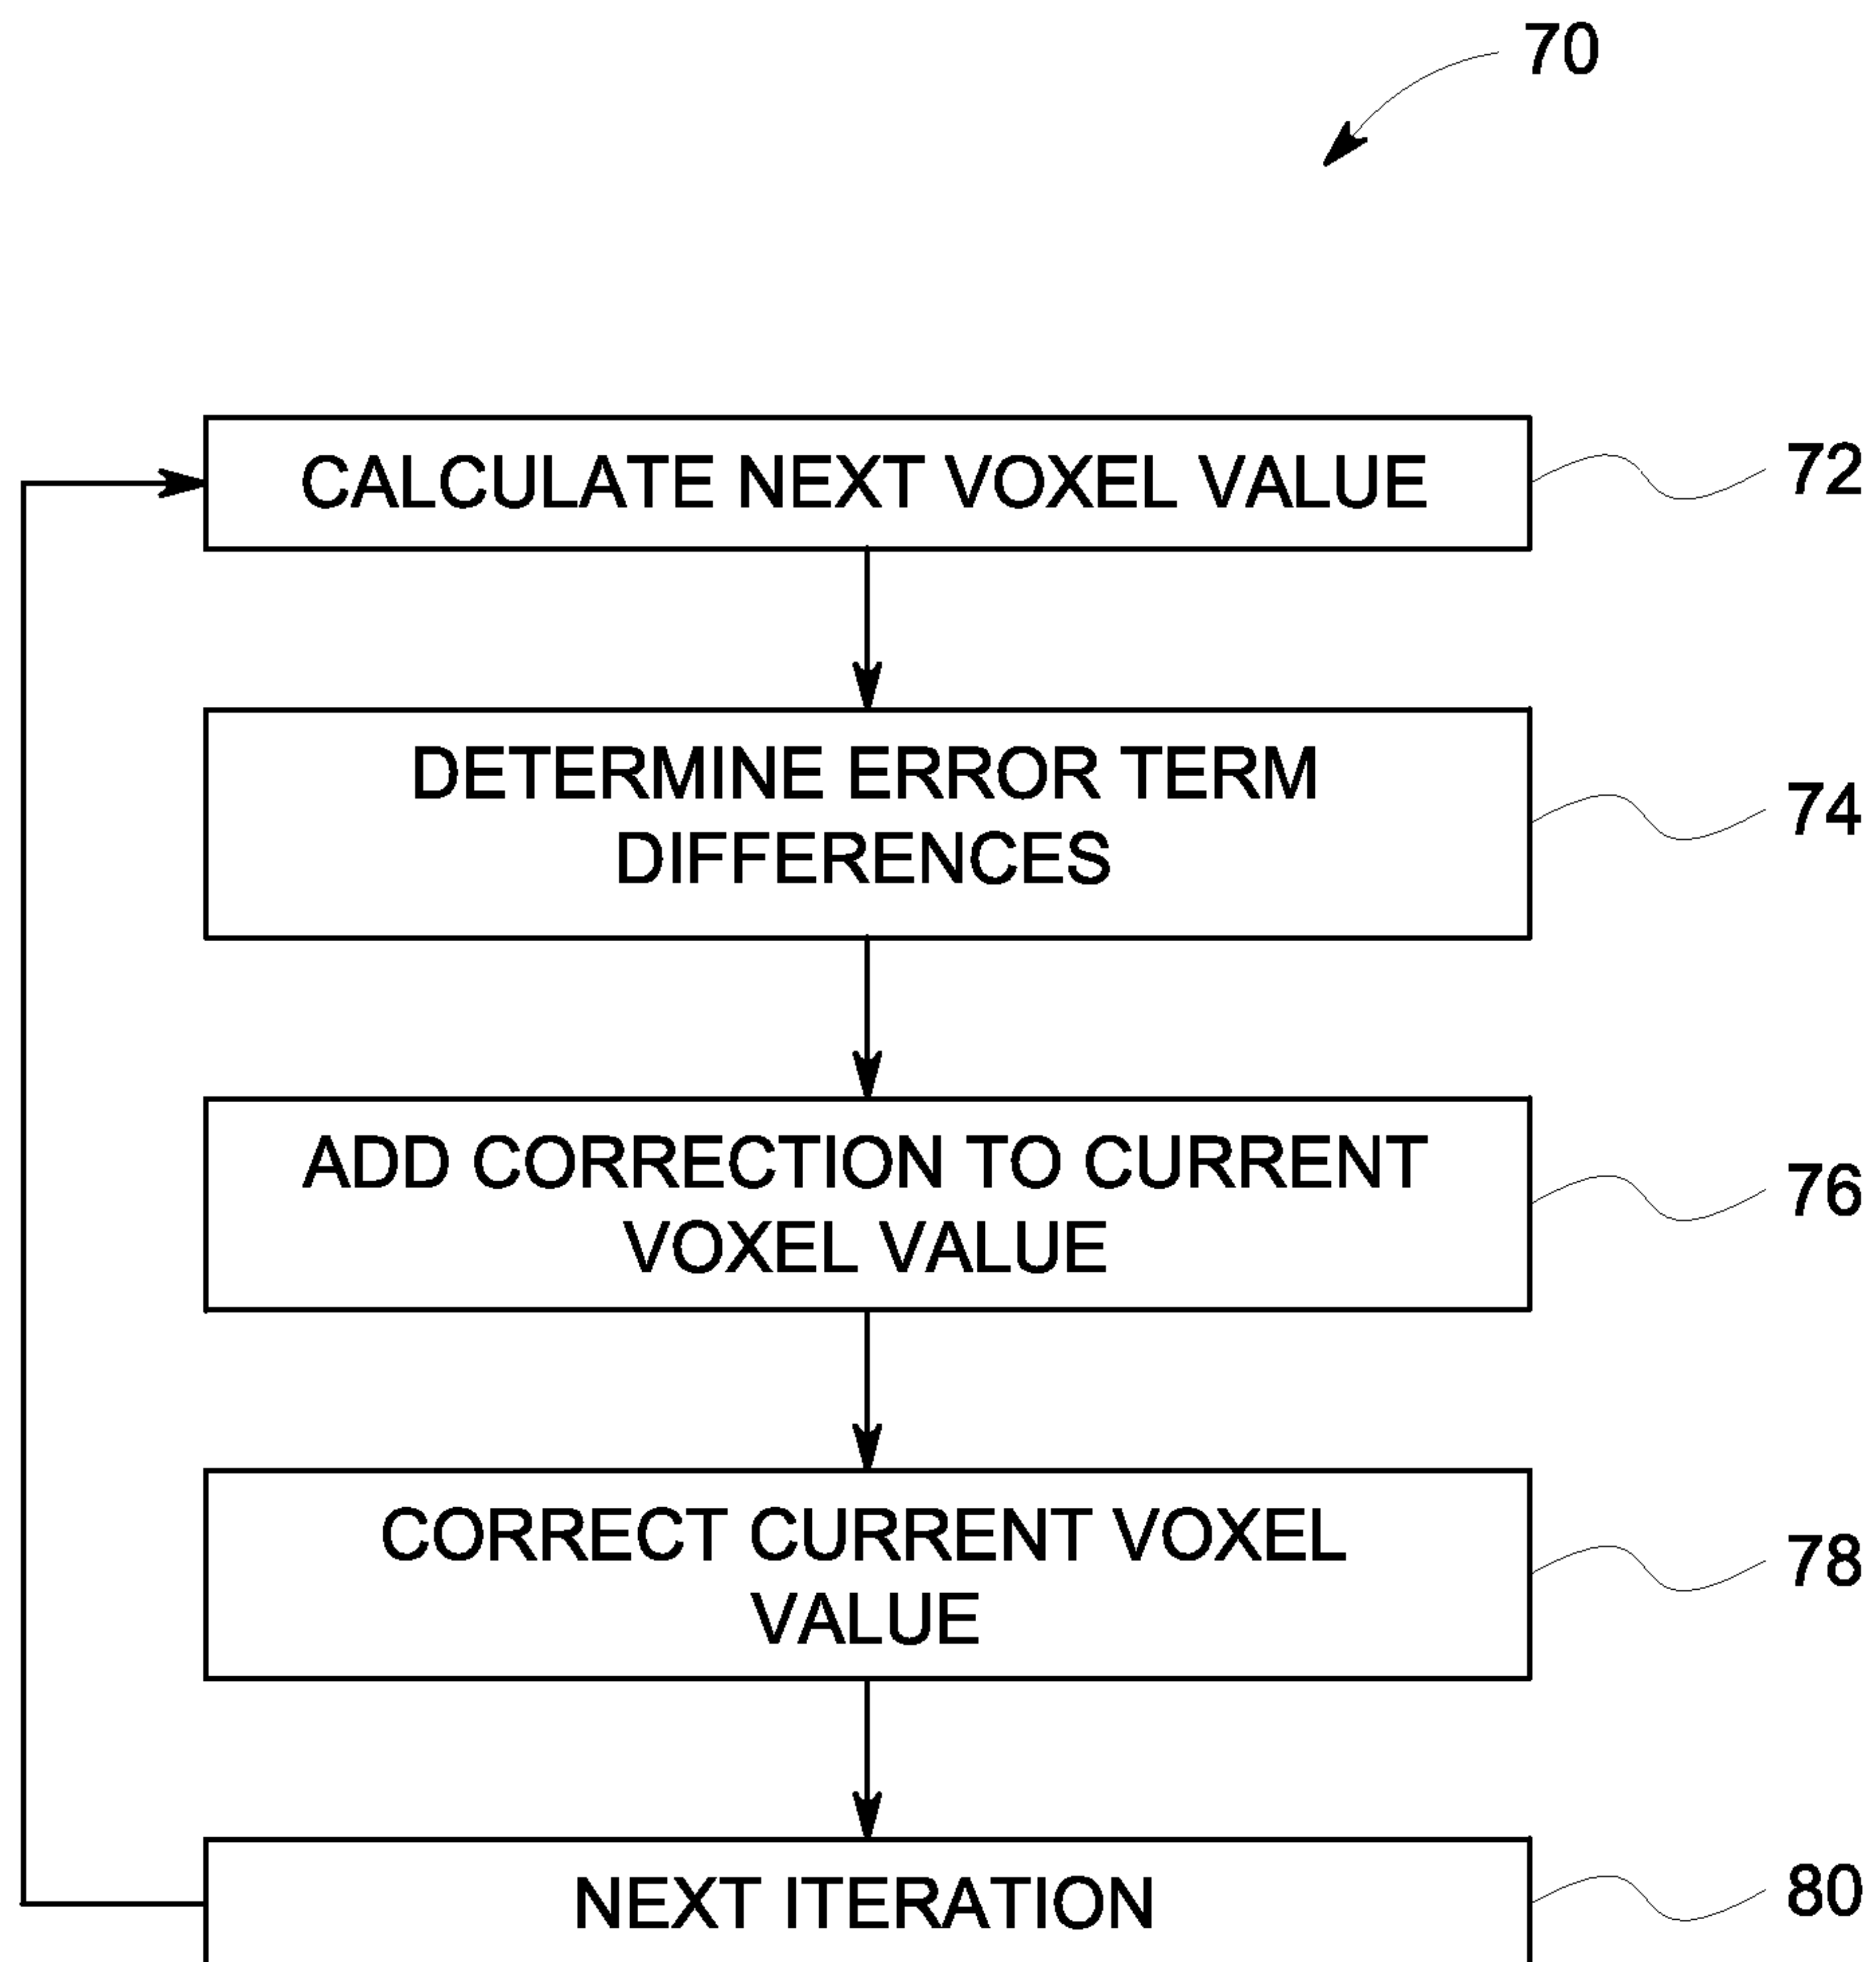 70
CALCULATE NEXT VOXEL VALUE
72
DETERMINE ERROR TERM
DIFFERENCES
74
ADD CORRECTION TO CURRENT
VOXEL VALUE
76
CORRECT CURRENT VOXEL
VALUE
78
NEXT ITERATION
80